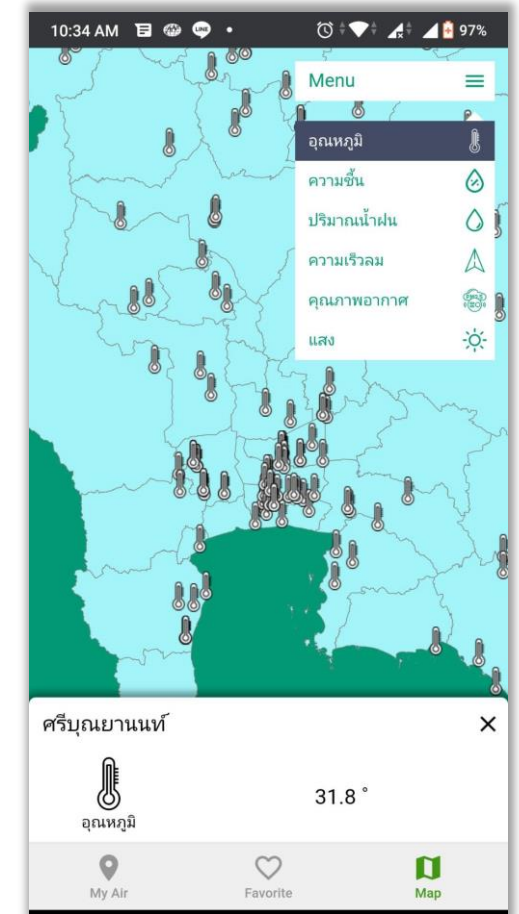 10:34 AM LINE 97%
Menu
อุณหภูมิ
ความชื้น
ปริมาณน้ำฝน
ความเร็วลม
คุณภาพอากาศ
แสง
ศรีบุณยานนท์
อุณหภูมิ
31.8 °
My Air
Favorite
Map